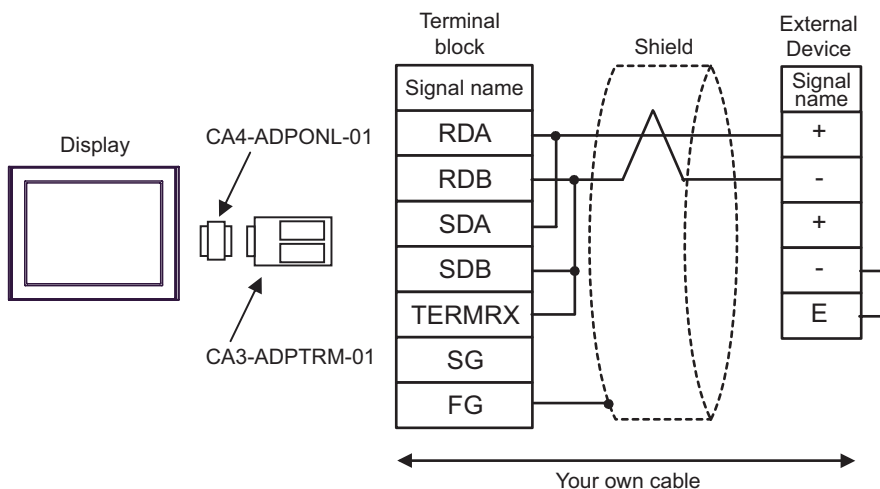 Terminal
block
Shield
External
Device
Display
CA4-ADPONL-01
CA3-ADPTRM-01
Signal name
RDA
RDB
SDA
SDB
TERMRX
SG
FG
Signal
name
+
-
+
-
E
Your own cable